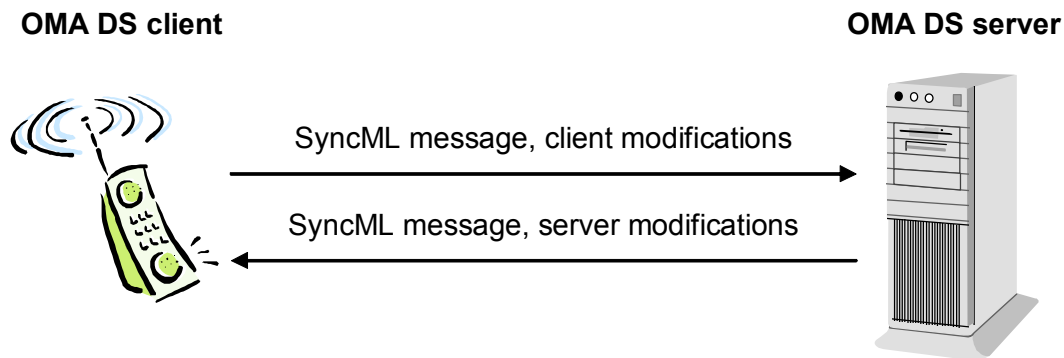 OMA DS client
OMA DS server
SyncML message, client modifications
SyncML message, server modifications